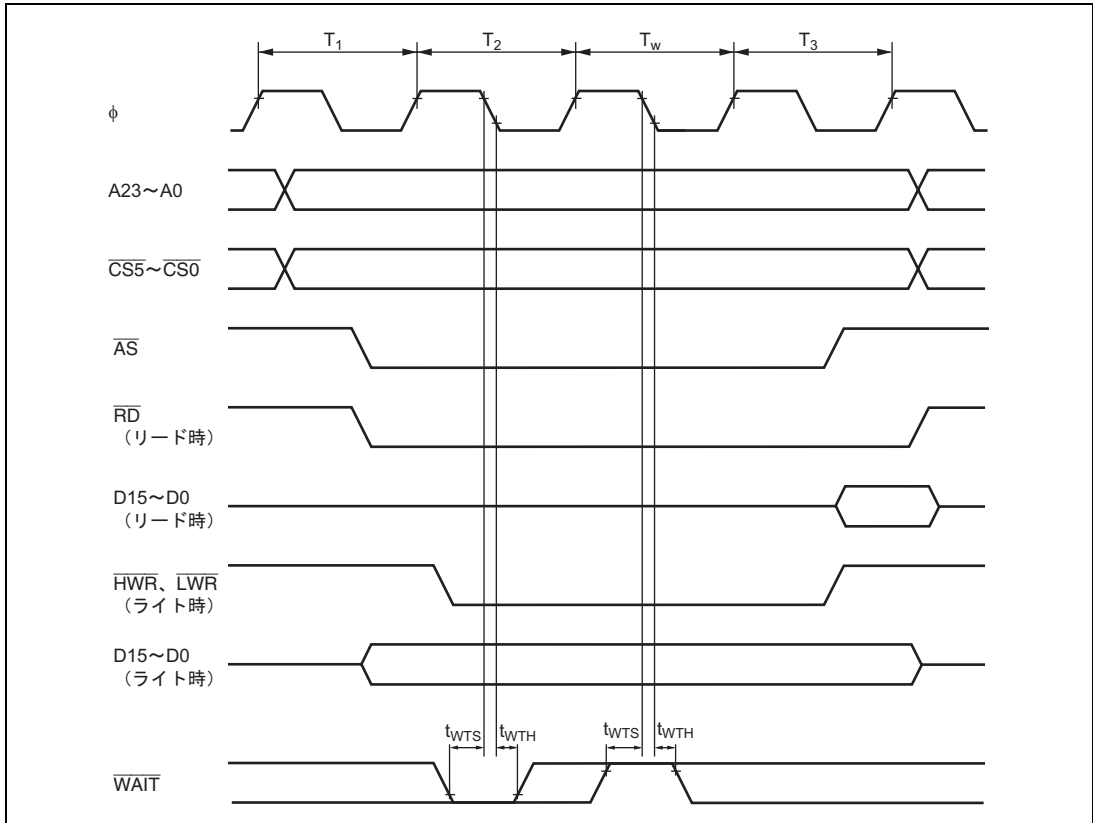 T1 T2 Tw T3
φ
A23～A0
CS5～CS0
AS
RD
（リード時）
D15～D0
（リード時）
HWR、LWR
（ライト時）
D15～D0
（ライト時）
tWTS tWTH tWTS tWTH
WAIT